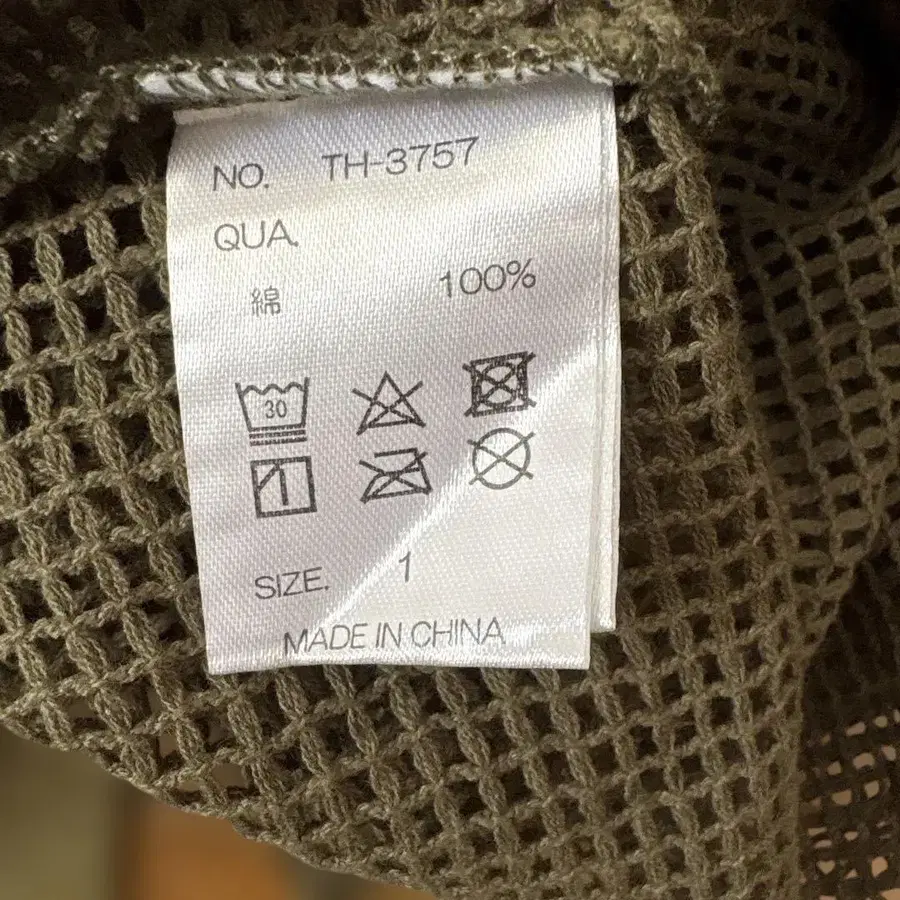 NO. TH-3757
QUA.
綿 100%
30
SIZE. 1
MADE IN CHINA